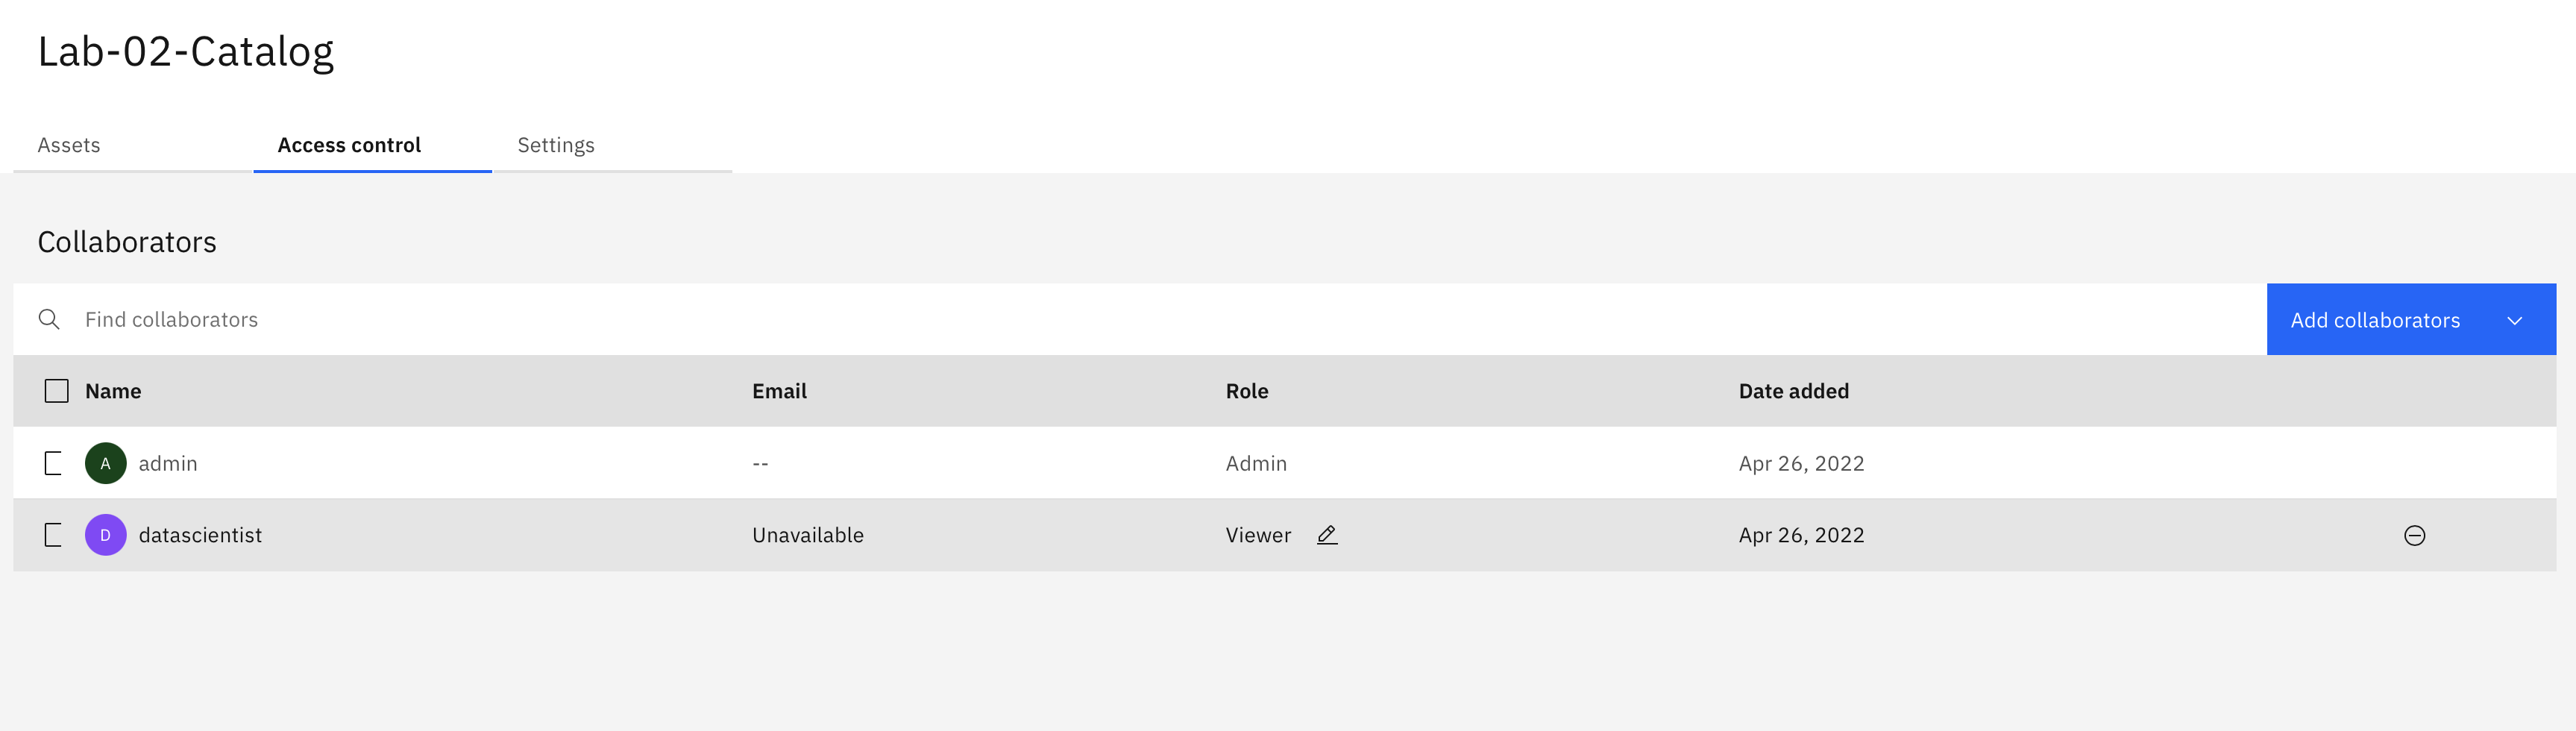 Lab-02-Catalog
Assets Access control Settings
Collaborators
Find collaborators Add collaborators
Name Email Role Date added
A admin -- Admin Apr 26, 2022
D datascientist Unavailable Viewer Apr 26, 2022